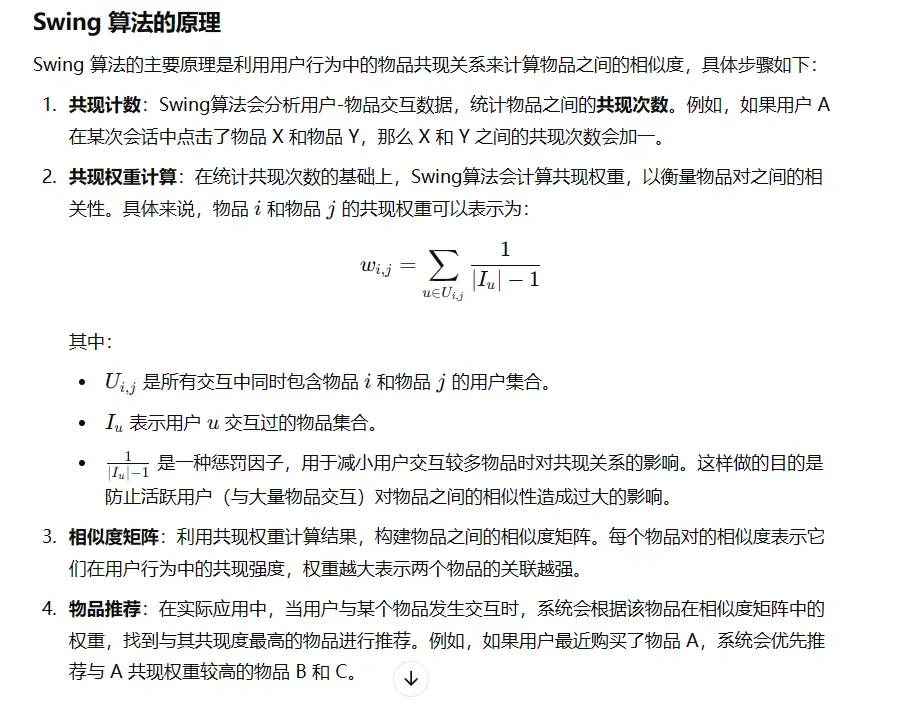 Swing 算法的原理
Swing 算法的主要原理是利用用户行为中的物品共现关系来计算物品之间的相似度，具体步骤如下：
1. 共现计数：Swing算法会分析用户-物品交互数据，统计物品之间的共现次数。例如，如果用户 A
在某次会话中点击了物品 X 和物品 Y，那么 X 和 Y 之间的共现次数会加一。
2. 共现权重计算：在统计共现次数的基础上，Swing算法会计算共现权重，以衡量物品对之间的相
关性。具体来说，物品 i 和物品 j 的共现权重可以表示为：
w_{i,j} = \sum_{u \in U_{i,j}} \frac{1}{|I_u| - 1}
其中：
• U_{i,j} 是所有交互中同时包含物品 i 和物品 j 的用户集合。
• I_u 表示用户 u 交互过的物品集合。
• \frac{1}{|I_u|-1} 是一种惩罚因子，用于减小用户交互较多物品时对共现关系的影响。这样做的目的是
防止活跃用户（与大量物品交互）对物品之间的相似性造成过大的影响。
3. 相似度矩阵：利用共现权重计算结果，构建物品之间的相似度矩阵。每个物品对的相似度表示它
们在用户行为中的共现强度，权重越大表示两个物品的关联越强。
4. 物品推荐：在实际应用中，当用户与某个物品发生交互时，系统会根据该物品在相似度矩阵中的
权重，找到与其共现度最高的物品进行推荐。例如，如果用户最近购买了物品 A，系统会优先推
荐与 A 共现权重较高的物品 B 和 C。